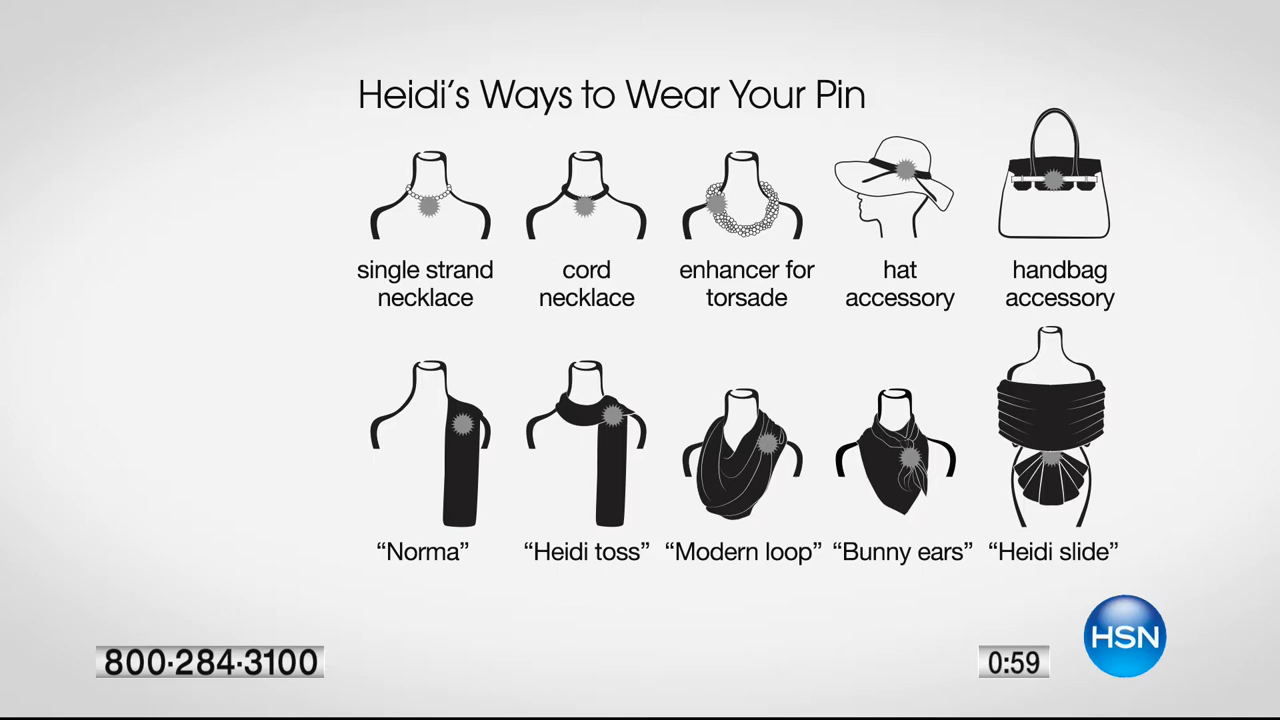 Heidi's Ways to Wear Your Pin
single strand
necklace
cord
necklace
enhancer for
torsade
hat
accessory
handbag
accessory
“Norma”
“Heidi toss”
“Modern loop”
“Bunny ears”
“Heidi slide”
800·284·3100
0:59
HSN